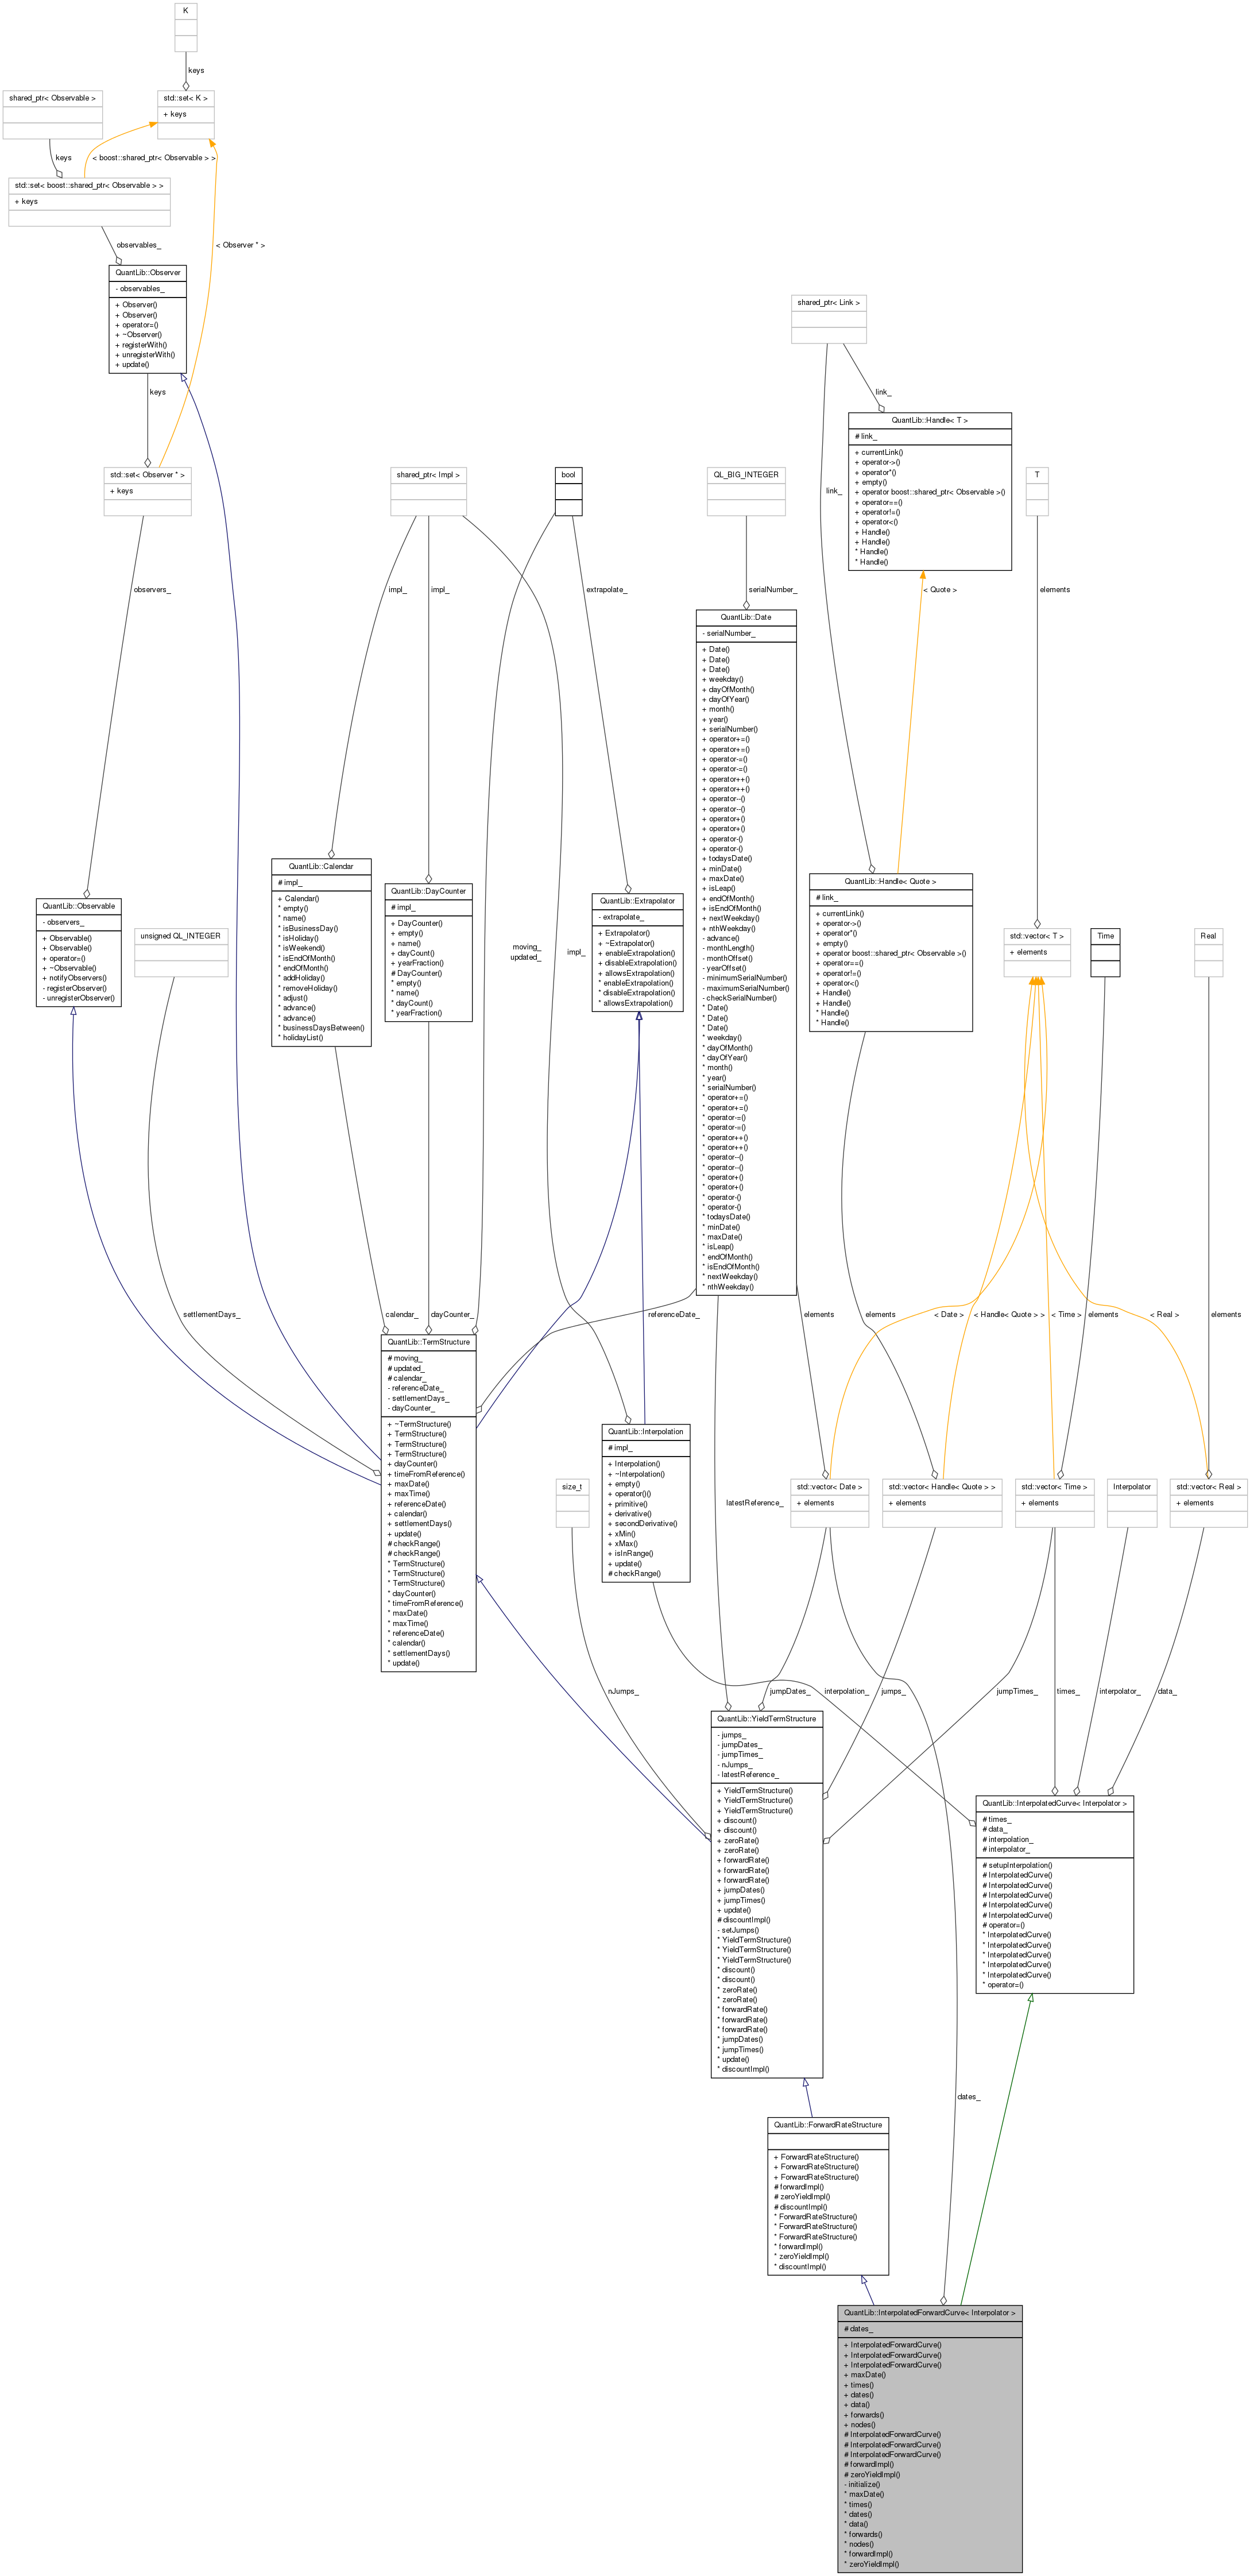 K
keys
shared_ptr< Observable >
std::set< K >
+ keys
keys
< boost::shared_ptr< Observable > >
std::set< boost::shared_ptr< Observable > >
+ keys
observables_
< Observer * >
QuantLib::Observer
- observables_
+ Observer()
+ Observer()
+ operator=()
+ ~Observer()
+ registerWith()
+ unregisterWith()
+ update()
keys
std::set< Observer * >
+ keys
observers_
shared_ptr< Link >
link_
link_
QuantLib::Handle< T >
# link_
+ currentLink()
+ operator->()
+ operator*()
+ empty()
+ operator boost::shared_ptr< Observable >()
+ operator==()
+ operator!=()
+ operator<()
+ Handle()
+ Handle()
* Handle()
* Handle()
shared_ptr< Impl >
bool
QL_BIG_INTEGER
T
impl_
impl_
extrapolate_
serialNumber_
< Quote >
elements
QuantLib::Date
- serialNumber_
+ Date()
+ Date()
+ Date()
+ weekday()
+ dayOfMonth()
+ dayOfYear()
+ month()
+ year()
+ serialNumber()
+ operator+=()
+ operator+=()
+ operator-=()
+ operator-=()
+ operator++()
+ operator++()
+ operator--()
+ operator--()
+ operator+()
+ operator+()
+ operator-()
+ operator-()
+ todaysDate()
+ minDate()
+ maxDate()
+ isLeap()
+ endOfMonth()
+ isEndOfMonth()
+ nextWeekday()
+ nthWeekday()
- advance()
- monthLength()
- monthOffset()
- yearOffset()
- minimumSerialNumber()
- maximumSerialNumber()
- checkSerialNumber()
* Date()
* Date()
* Date()
* weekday()
* dayOfMonth()
* dayOfYear()
* month()
* year()
* serialNumber()
* operator+=()
* operator+=()
* operator-=()
* operator-=()
* operator++()
* operator++()
* operator--()
* operator--()
* operator+()
* operator+()
* operator-()
* operator-()
* todaysDate()
* minDate()
* maxDate()
* isLeap()
* endOfMonth()
* isEndOfMonth()
* nextWeekday()
* nthWeekday()
QuantLib::Calendar
# impl_
+ Calendar()
* empty()
* name()
* isBusinessDay()
* isHoliday()
* isWeekend()
* isEndOfMonth()
* endOfMonth()
* addHoliday()
* removeHoliday()
* adjust()
* advance()
* advance()
* businessDaysBetween()
* holidayList()
QuantLib::DayCounter
# impl_
+ DayCounter()
+ empty()
+ name()
+ dayCount()
+ yearFraction()
# DayCounter()
* empty()
* name()
* dayCount()
* yearFraction()
moving_
updated_
impl_
QuantLib::Extrapolator
- extrapolate_
+ Extrapolator()
+ ~Extrapolator()
+ enableExtrapolation()
+ disableExtrapolation()
+ allowsExtrapolation()
* enableExtrapolation()
* disableExtrapolation()
* allowsExtrapolation()
QuantLib::Handle< Quote >
# link_
+ currentLink()
+ operator->()
+ operator*()
+ empty()
+ operator boost::shared_ptr< Observable >()
+ operator==()
+ operator!=()
+ operator<()
+ Handle()
+ Handle()
* Handle()
* Handle()
QuantLib::Observable
- observers_
+ Observable()
+ Observable()
+ operator=()
+ ~Observable()
+ notifyObservers()
- registerObserver()
- unregisterObserver()
unsigned QL_INTEGER
std::vector< T >
+ elements
Time
Real
settlementDays_
calendar_
dayCounter_
referenceDate_
elements
elements
< Date >
< Handle< Quote > >
< Time >
elements
< Real >
elements
QuantLib::TermStructure
# moving_
# updated_
# calendar_
- referenceDate_
- settlementDays_
- dayCounter_
+ ~TermStructure()
+ TermStructure()
+ TermStructure()
+ TermStructure()
+ dayCounter()
+ timeFromReference()
+ maxDate()
+ maxTime()
+ referenceDate()
+ calendar()
+ settlementDays()
+ update()
# checkRange()
# checkRange()
* TermStructure()
* TermStructure()
* TermStructure()
* dayCounter()
* timeFromReference()
* maxDate()
* maxTime()
* referenceDate()
* calendar()
* settlementDays()
* update()
QuantLib::Interpolation
# impl_
+ Interpolation()
+ ~Interpolation()
+ empty()
+ operator()()
+ primitive()
+ derivative()
+ secondDerivative()
+ xMin()
+ xMax()
+ isInRange()
+ update()
# checkRange()
size_t
latestReference_
std::vector< Date >
+ elements
std::vector< Handle< Quote > >
+ elements
std::vector< Time >
+ elements
Interpolator
std::vector< Real >
+ elements
nJumps_
jumpDates_
interpolation_
jumps_
jumpTimes_
times_
interpolator_
data_
QuantLib::YieldTermStructure
- jumps_
- jumpDates_
- jumpTimes_
- nJumps_
- latestReference_
+ YieldTermStructure()
+ YieldTermStructure()
+ YieldTermStructure()
+ discount()
+ discount()
+ zeroRate()
+ zeroRate()
+ forwardRate()
+ forwardRate()
+ forwardRate()
+ jumpDates()
+ jumpTimes()
+ update()
# discountImpl()
- setJumps()
* YieldTermStructure()
* YieldTermStructure()
* YieldTermStructure()
* discount()
* discount()
* zeroRate()
* zeroRate()
* forwardRate()
* forwardRate()
* forwardRate()
* jumpDates()
* jumpTimes()
* update()
* discountImpl()
QuantLib::InterpolatedCurve< Interpolator >
# times_
# data_
# interpolation_
# interpolator_
# setupInterpolation()
# InterpolatedCurve()
# InterpolatedCurve()
# InterpolatedCurve()
# InterpolatedCurve()
# InterpolatedCurve()
# operator=()
* InterpolatedCurve()
* InterpolatedCurve()
* InterpolatedCurve()
* InterpolatedCurve()
* InterpolatedCurve()
* operator=()
dates_
QuantLib::ForwardRateStructure
+ ForwardRateStructure()
+ ForwardRateStructure()
+ ForwardRateStructure()
# forwardImpl()
# zeroYieldImpl()
# discountImpl()
* ForwardRateStructure()
* ForwardRateStructure()
* ForwardRateStructure()
* forwardImpl()
* zeroYieldImpl()
* discountImpl()
QuantLib::InterpolatedForwardCurve< Interpolator >
# dates_
+ InterpolatedForwardCurve()
+ InterpolatedForwardCurve()
+ InterpolatedForwardCurve()
+ maxDate()
+ times()
+ dates()
+ data()
+ forwards()
+ nodes()
# InterpolatedForwardCurve()
# InterpolatedForwardCurve()
# InterpolatedForwardCurve()
# forwardImpl()
# zeroYieldImpl()
- initialize()
* maxDate()
* times()
* dates()
* data()
* forwards()
* nodes()
* forwardImpl()
* zeroYieldImpl()